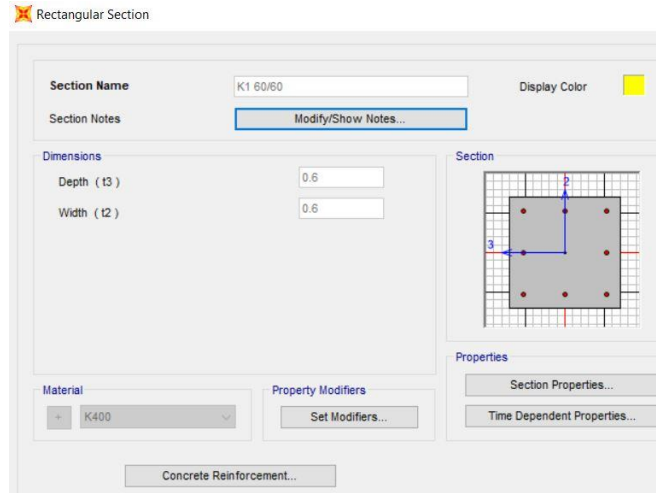 Rectangular Section
Section Name
K1 60/60
Display Color
Section Notes
Modify/Show Notes...
Dimensions
Depth ( t3 )
0.6
Width ( t2 )
0.6
Section
2
3
Properties
Section Properties...
Time Dependent Properties...
Material
+
K400
Property Modifiers
Set Modifiers...
Concrete Reinforcement...